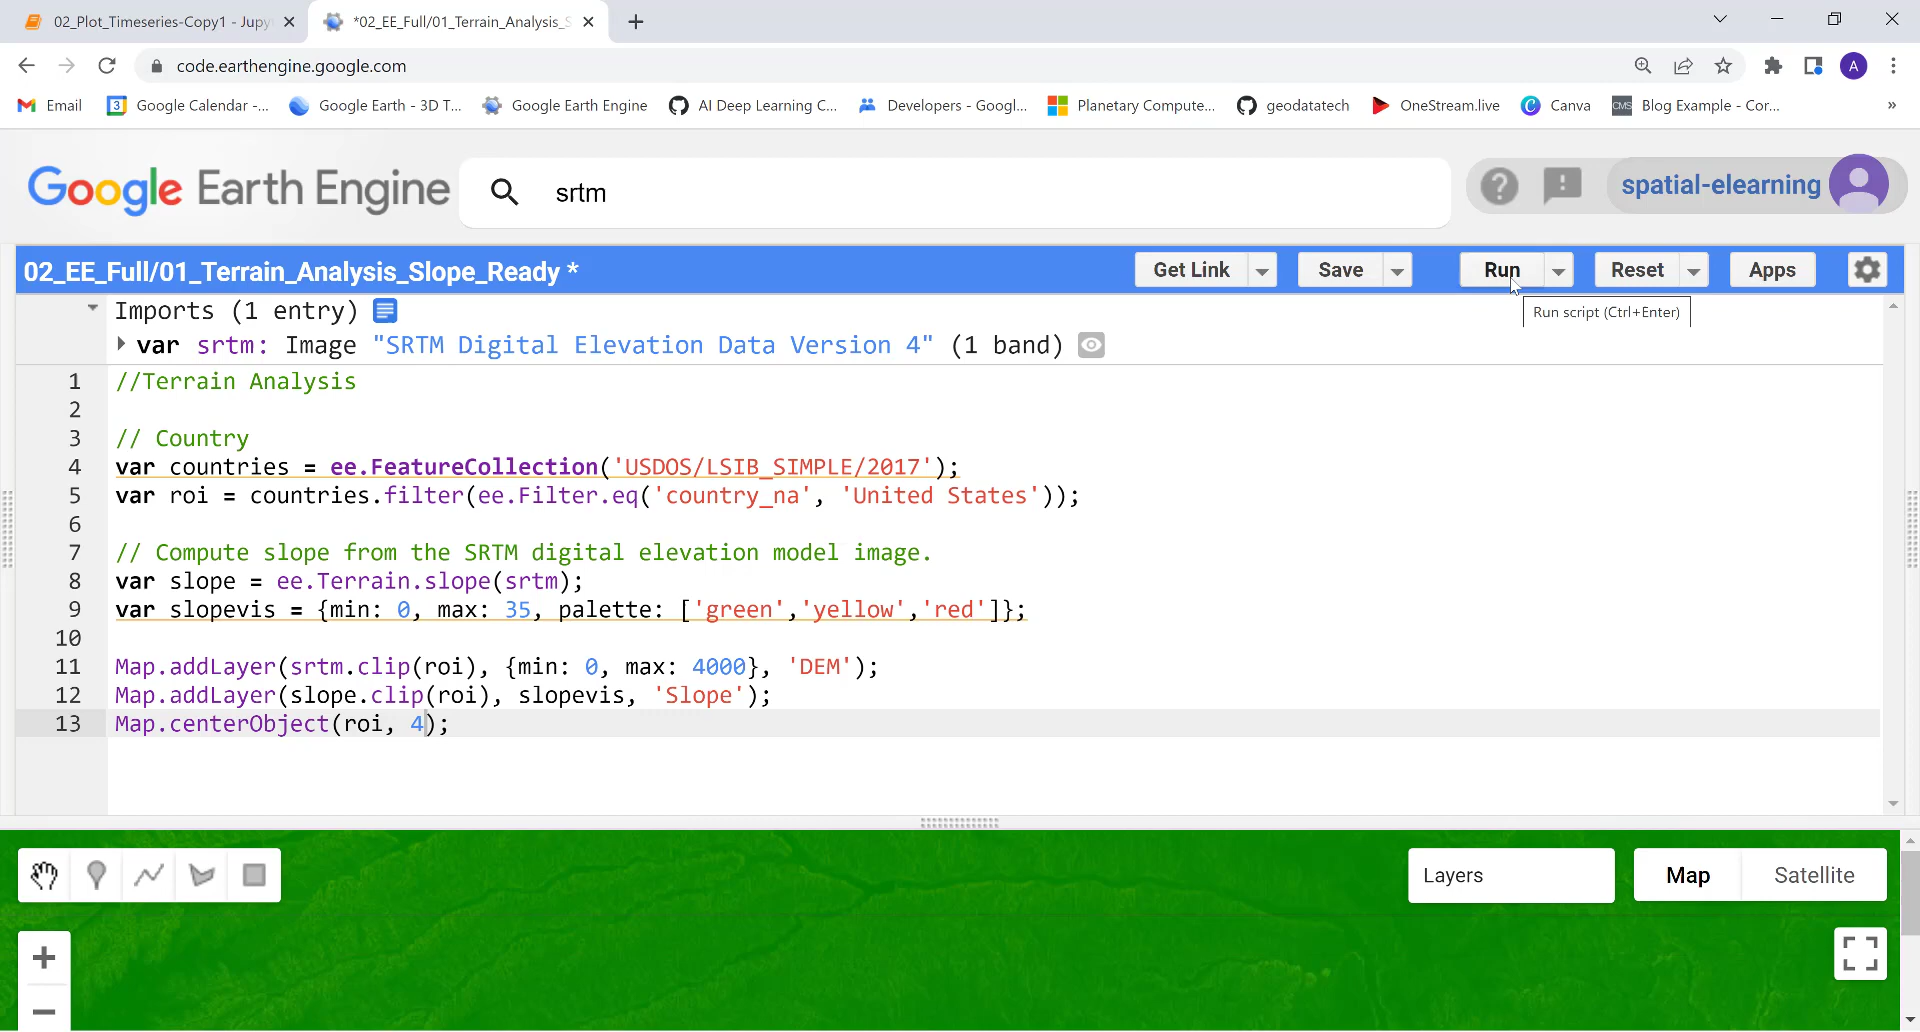 02_Plot_Timeseries-Copy1 - Jupy
*02_EE_Full/01_Terrain_Analysis_S
code.earthengine.google.com
A
Email
3
Google Calendar -...
Google Earth - 3D T...
Google Earth Engine
AI Deep Learning C...
Developers - Googl...
Planetary Compute...
geodatatech
OneStream.live
Canva
CMS
Blog Example - Cor...
»
Google Earth Engine
srtm
spatial-elearning
02_EE_Full/01_Terrain_Analysis_Slope_Ready *
Get Link
Save
Run
Reset
Apps
Run script (Ctrl+Enter)
Imports (1 entry)
var srtm: Image "SRTM Digital Elevation Data Version 4" (1 band)
1 //Terrain Analysis
2
3 // Country
4 var countries = ee.FeatureCollection('USDOS/LSIB_SIMPLE/2017');
5 var roi = countries.filter(ee.Filter.eq('country_na', 'United States'));
6
7 // Compute slope from the SRTM digital elevation model image.
8 var slope = ee.Terrain.slope(srtm);
9 var slopevis = {min: 0, max: 35, palette: ['green','yellow','red']};
10
11 Map.addLayer(srtm.clip(roi), {min: 0, max: 4000}, 'DEM');
12 Map.addLayer(slope.clip(roi), slopevis, 'Slope');
13 Map.centerObject(roi, 4);
Layers
Map
Satellite